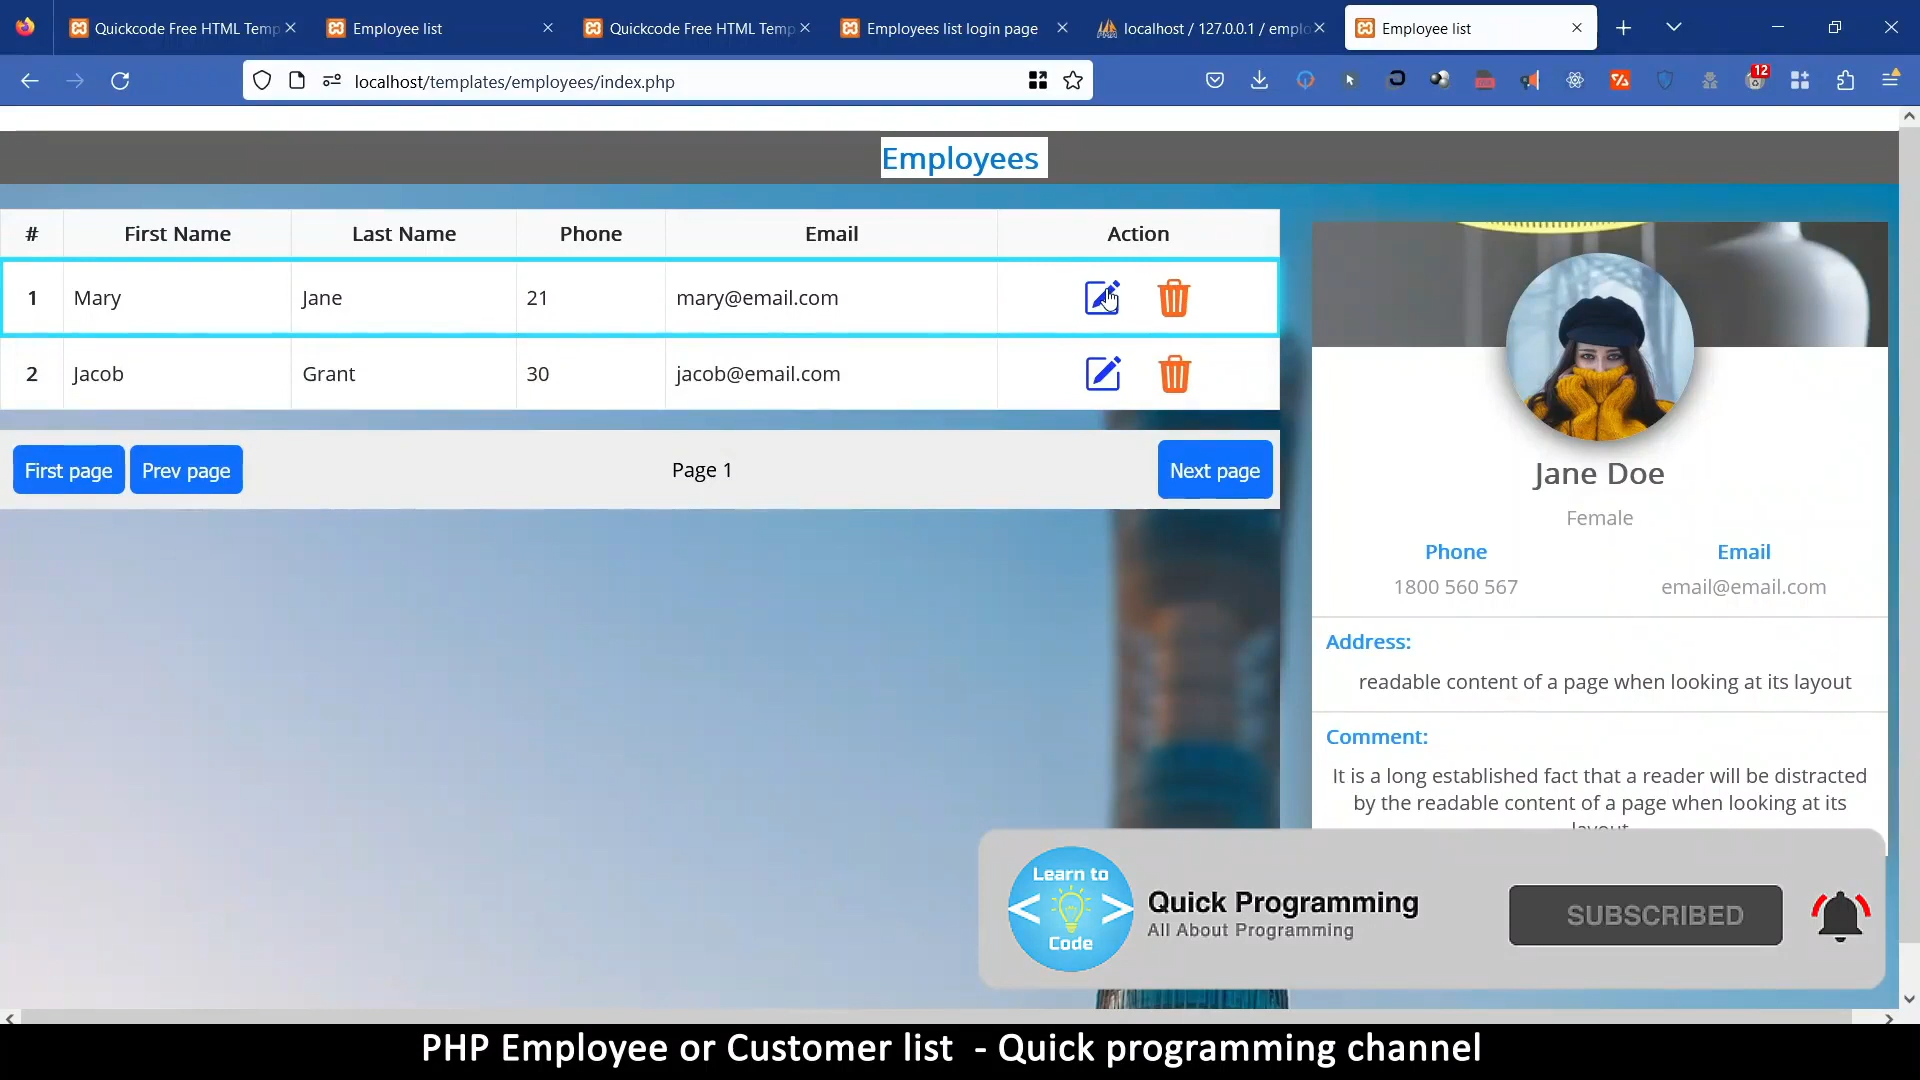 Quickcode Free HTML Temp
Employee list
Quickcode Free HTML Temp
Employees list login page
localhost / 127.0.0.1 / emplo
Employee list
localhost/templates/employees/index.php
12
Employees
# First Name Last Name Phone Email Action
1 Mary Jane 21 mary@email.com
2 Jacob Grant 30 jacob@email.com
First page Prev page Page 1 Next page
Jane Doe
Female
Phone Email
1800 560 567 email@email.com
Address:
readable content of a page when looking at its layout
Comment:
It is a long established fact that a reader will be distracted
by the readable content of a page when looking at its
layout
Learn to
Code
Quick Programming
All About Programming
SUBSCRIBED
PHP Employee or Customer list - Quick programming channel